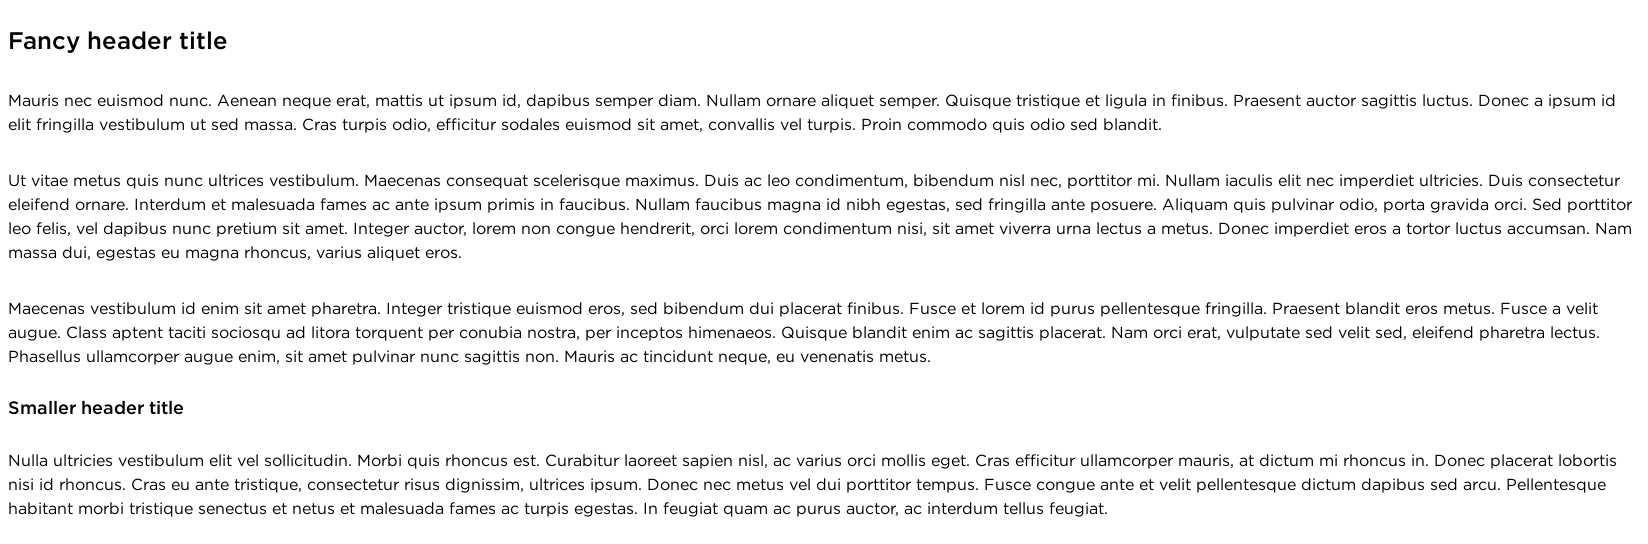 Fancy header title
Mauris nec euismod nunc. Aenean neque erat, mattis ut ipsum id, dapibus semper diam. Nullam ornare aliquet semper. Quisque tristique et ligula in finibus. Praesent auctor sagittis luctus. Donec a ipsum id
elit fringilla vestibulum ut sed massa. Cras turpis odio, efficitur sodales euismod sit amet, convallis vel turpis. Proin commodo quis odio sed blandit.
Ut vitae metus quis nunc ultrices vestibulum. Maecenas consequat scelerisque maximus. Duis ac leo condimentum, bibendum nisl nec, porttitor mi. Nullam iaculis elit nec imperdiet ultricies. Duis consectetur
eleifend ornare. Interdum et malesuada fames ac ante ipsum primis in faucibus. Nullam faucibus magna id nibh egestas, sed fringilla ante posuere. Aliquam quis pulvinar odio, porta gravida orci. Sed porttitor
leo felis, vel dapibus nunc pretium sit amet. Integer auctor, lorem non congue hendrerit, orci lorem condimentum nisi, sit amet viverra urna lectus a metus. Donec imperdiet eros a tortor luctus accumsan. Nam
massa dui, egestas eu magna rhoncus, varius aliquet eros.
Maecenas vestibulum id enim sit amet pharetra. Integer tristique euismod eros, sed bibendum dui placerat finibus. Fusce et lorem id purus pellentesque fringilla. Praesent blandit eros metus. Fusce a velit
augue. Class aptent taciti sociosqu ad litora torquent per conubia nostra, per inceptos himenaeos. Quisque blandit enim ac sagittis placerat. Nam orci erat, vulputate sed velit sed, eleifend pharetra lectus.
Phasellus ullamcorper augue enim, sit amet pulvinar nunc sagittis non. Mauris ac tincidunt neque, eu venenatis metus.
Smaller header title
Nulla ultricies vestibulum elit vel sollicitudin. Morbi quis rhoncus est. Curabitur laoreet sapien nisl, ac varius orci mollis eget. Cras efficitur ullamcorper mauris, at dictum mi rhoncus in. Donec placerat lobortis
nisi id rhoncus. Cras eu ante tristique, consectetur risus dignissim, ultrices ipsum. Donec nec metus vel dui porttitor tempus. Fusce congue ante et velit pellentesque dictum dapibus sed arcu. Pellentesque
habitant morbi tristique senectus et netus et malesuada fames ac turpis egestas. In feugiat quam ac purus auctor, ac interdum tellus feugiat.